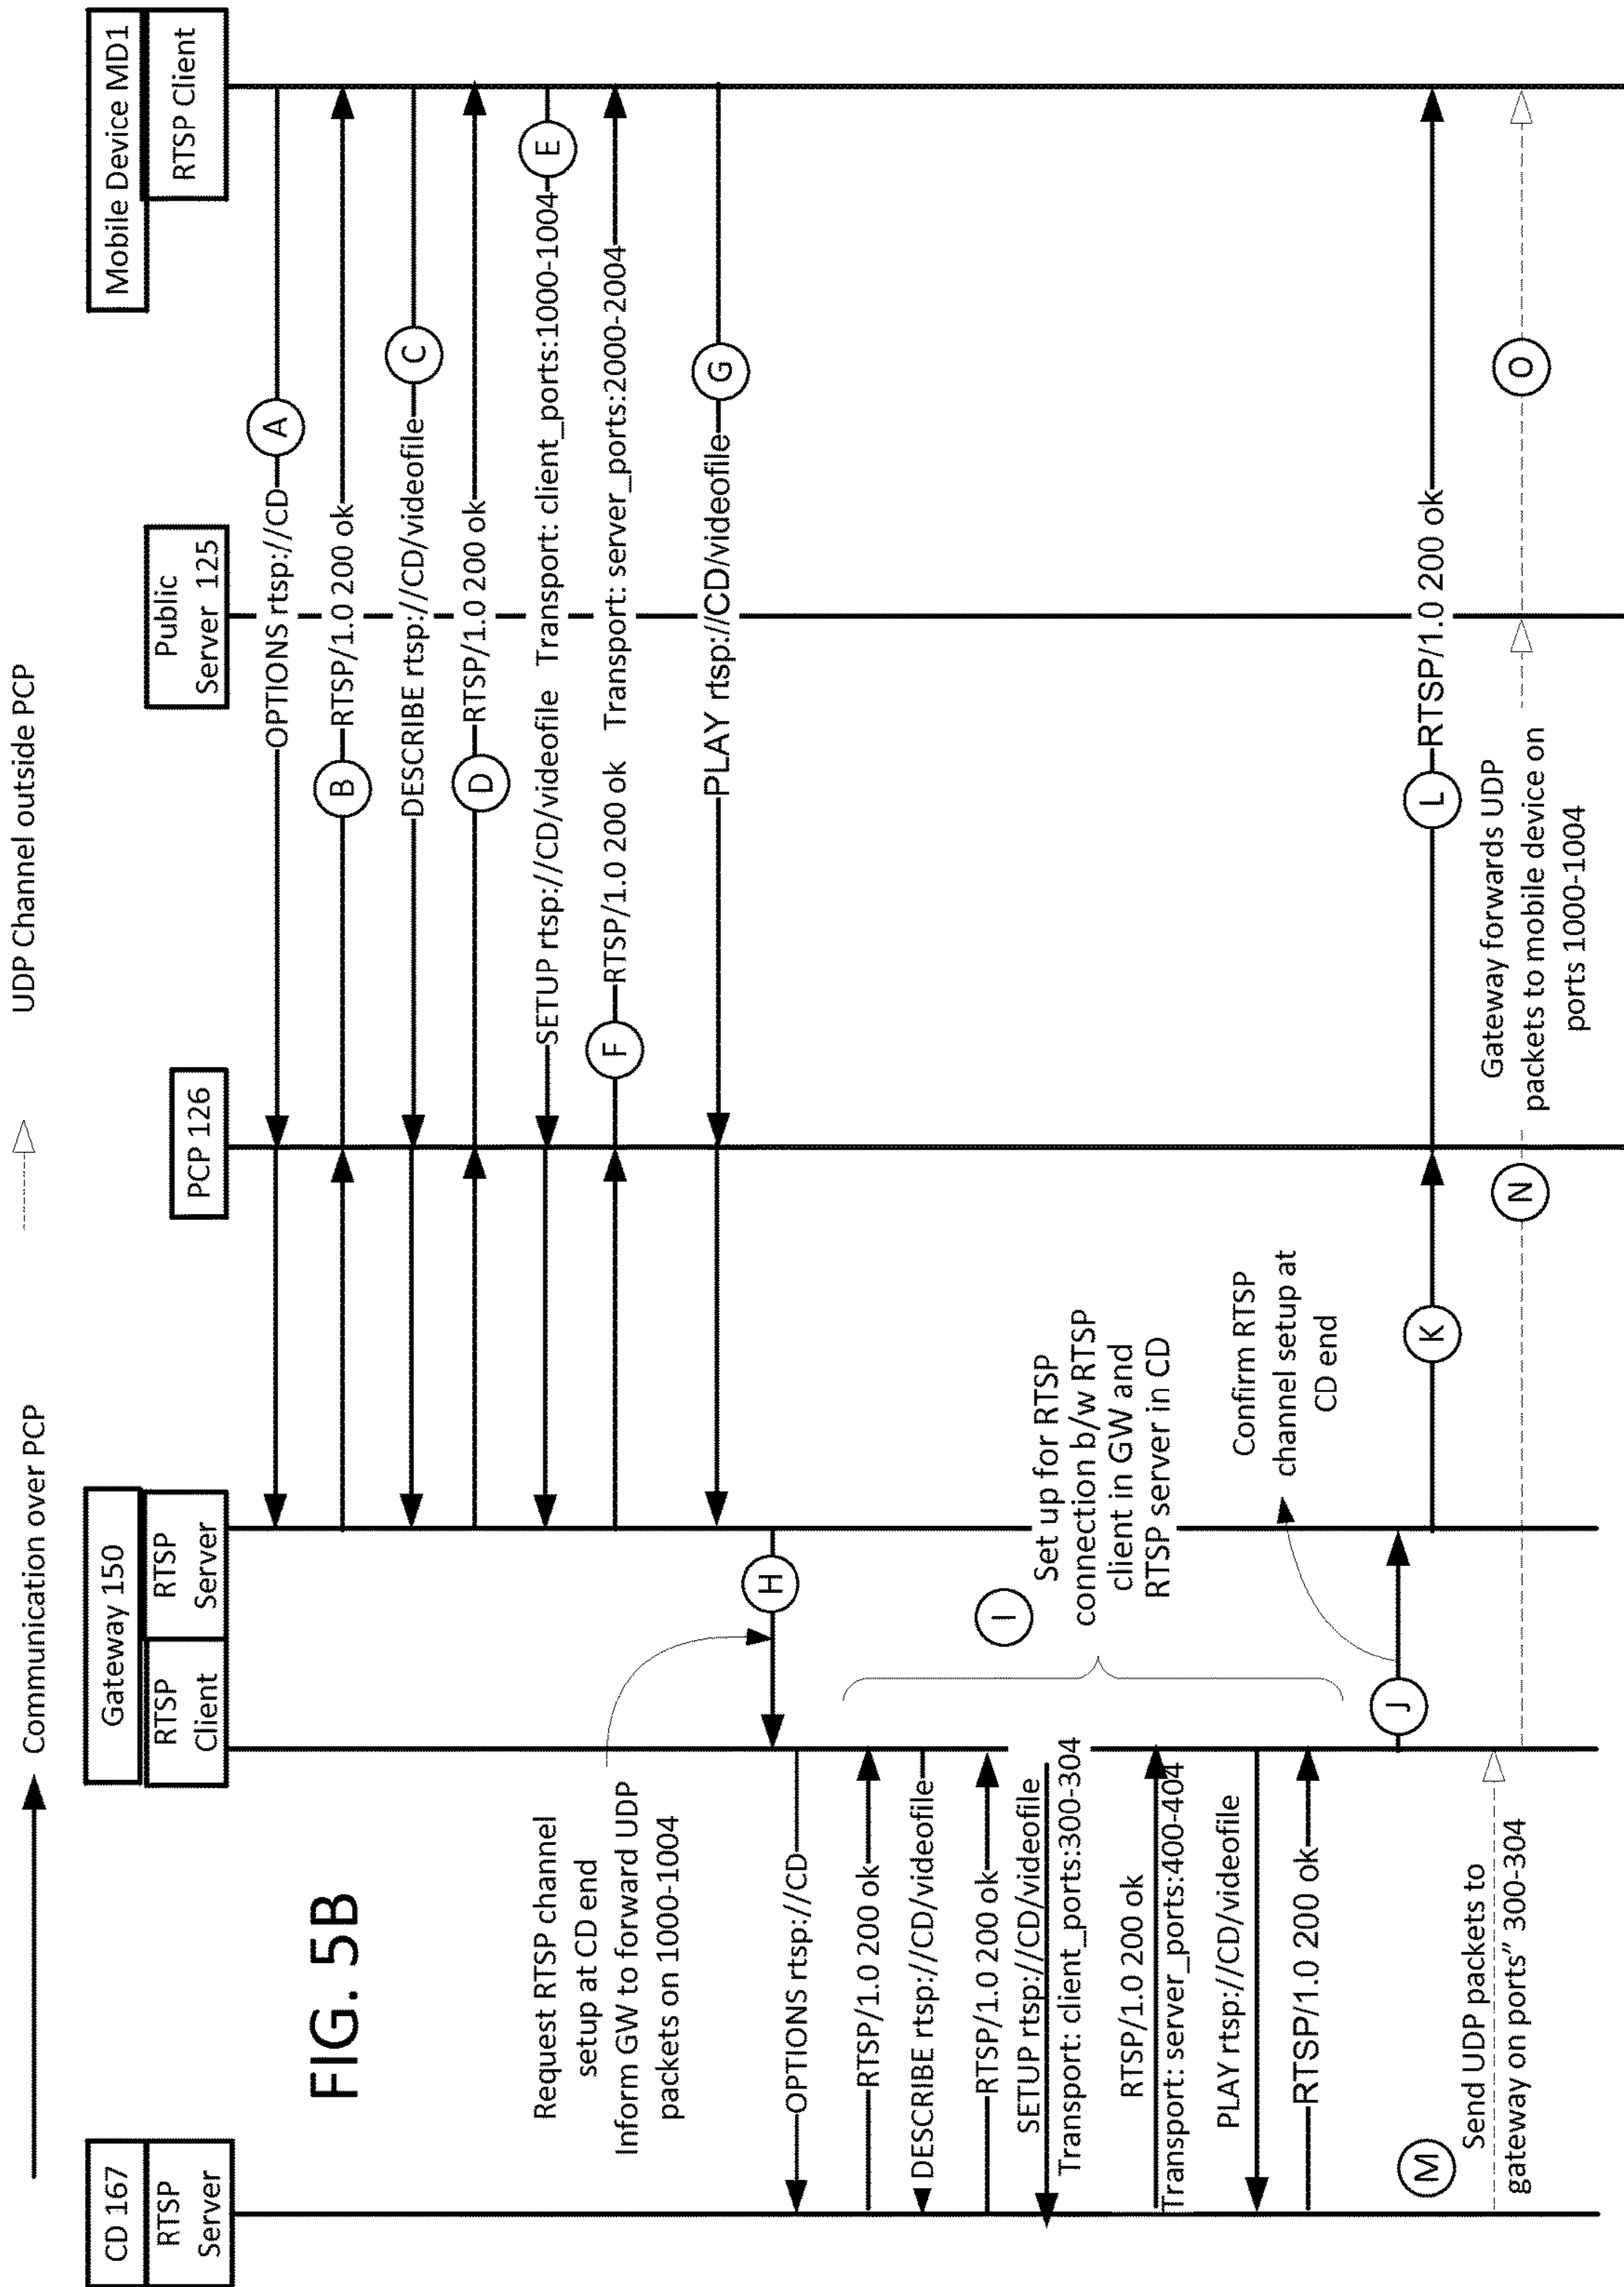 Communication over PCP
UDP Channel outside PCP
CD 167
RTSP
Server
Gateway 150
RTSP
Client
RTSP
Server
PCP 126
Public
Server 125
Mobile Device MD1
RTSP Client
FIG. 5B
OPTIONS rtsp://CD
A
B
RTSP/1.0 200 ok
DESCRIBE rtsp://CD/videofile
C
D
RTSP/1.0 200 ok
SETUP rtsp://CD/videofile Transport: client_ports:1000-1004
E
F
RTSP/1.0 200 ok Transport: server_ports:2000-2004
PLAY rtsp://CD/videofile
G
Request RTSP channel
setup at CD end
Inform GW to forward UDP
packets on 1000-1004
H
OPTIONS rtsp://CD
RTSP/1.0 200 ok
DESCRIBE rtsp://CD/videofile
RTSP/1.0 200 ok
SETUP rtsp://CD/videofile
Transport: client_ports:300-304
RTSP/1.0 200 ok
Transport: server_ports:400-404
PLAY rtsp://CD/videofile
RTSP/1.0 200 ok
I
Set up for RTSP
connection b/w RTSP
client in GW and
RTSP server in CD
Confirm RTSP
channel setup at
CD end
J
K
L
RTSP/1.0 200 ok
M
Send UDP packets to
gateway on ports” 300-304
N
Gateway forwards UDP
packets to mobile device on
ports 1000-1004
O